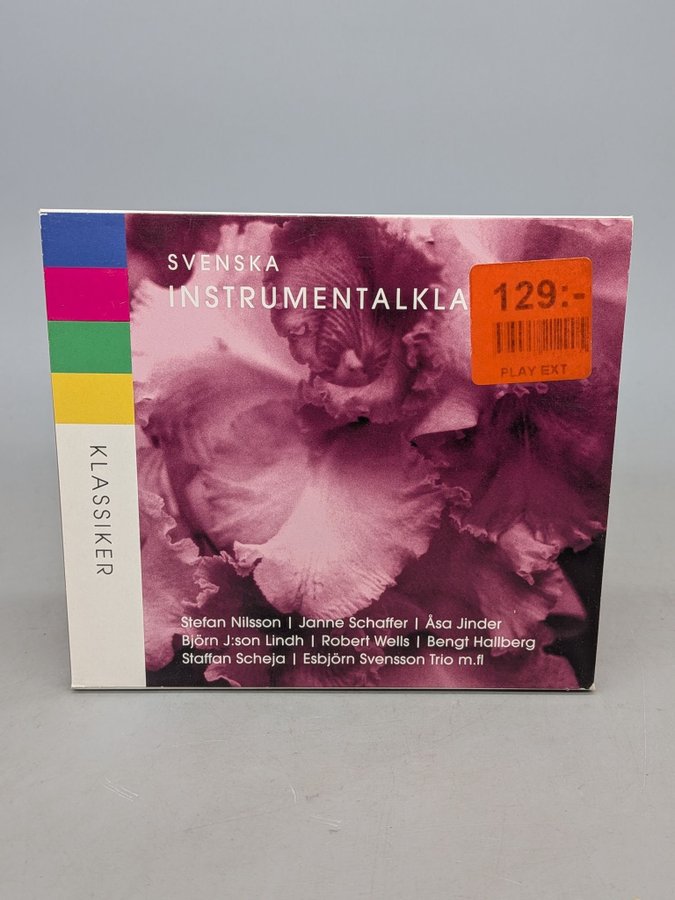 SVENSKA
INSTRUMENTALKLA
129:-
PLAY EXT
KLASSIKER
Stefan Nilsson | Janne Schaffer | Åsa Jinder
Björn J:son Lindh | Robert Wells | Bengt Hallberg
Staffan Scheja | Esbjörn Svensson Trio m.fl